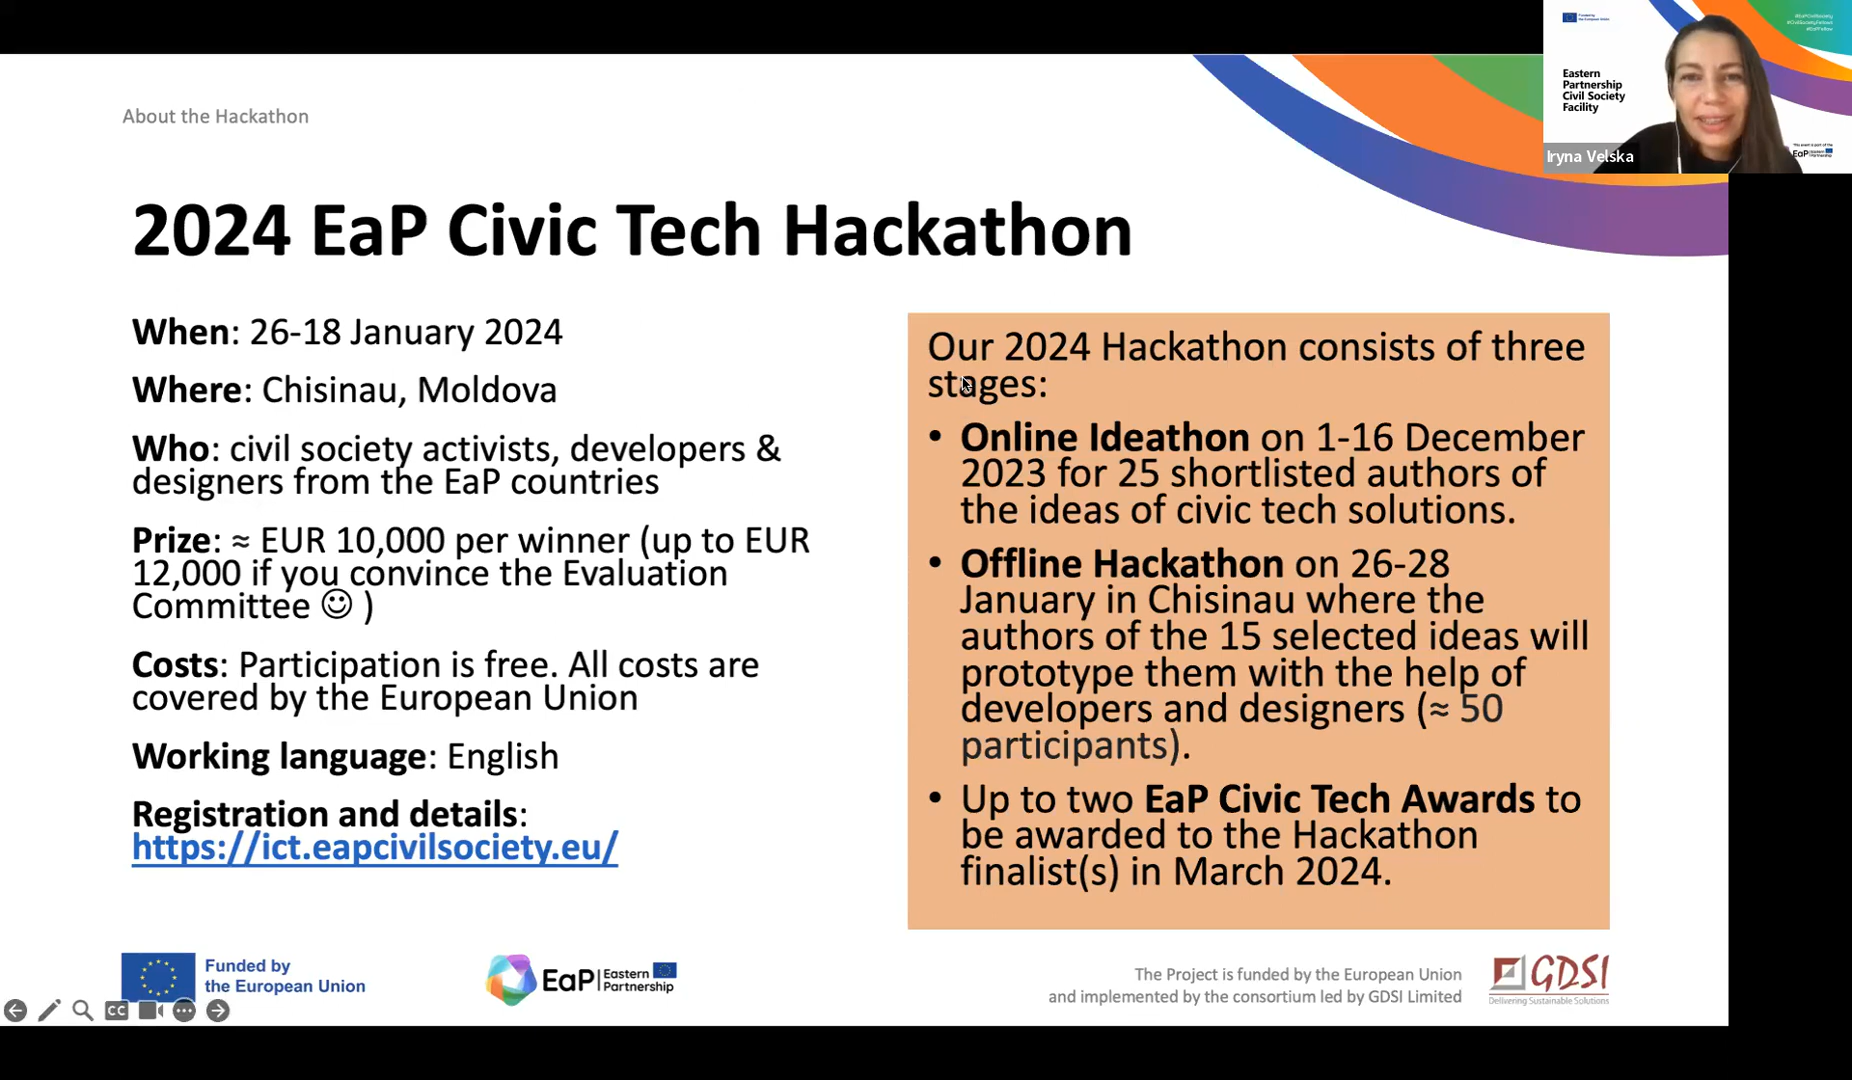 About the Hackathon
2024 EaP Civic Tech Hackathon
When: 26-18 January 2024
Where: Chisinau, Moldova
Who: civil society activists, developers &
designers from the EaP countries
Prize: ≈ EUR 10,000 per winner (up to EUR
12,000 if you convince the Evaluation
Committee ☺ )
Costs: Participation is free. All costs are
covered by the European Union
Working language: English
Registration and details:
https://ict.eapcivilsociety.eu/
Our 2024 Hackathon consists of three
stages:
• Online Ideathon on 1-16 December
2023 for 25 shortlisted authors of
the ideas of civic tech solutions.
• Offline Hackathon on 26-28
January in Chisinau where the
authors of the 15 selected ideas will
prototype them with the help of
developers and designers (≈ 50
participants).
• Up to two EaP Civic Tech Awards to
be awarded to the Hackathon
finalist(s) in March 2024.
Funded by
the European Union
EaP
Eastern
Partnership
The Project is funded by the European Union
and implemented by the consortium led by GDSI Limited
GDSI
Delivering Sustainable Solutions
CC
Funded by
the European Union
Eastern
Partnership
Civil Society
Facility
Iryna Velska
EaP